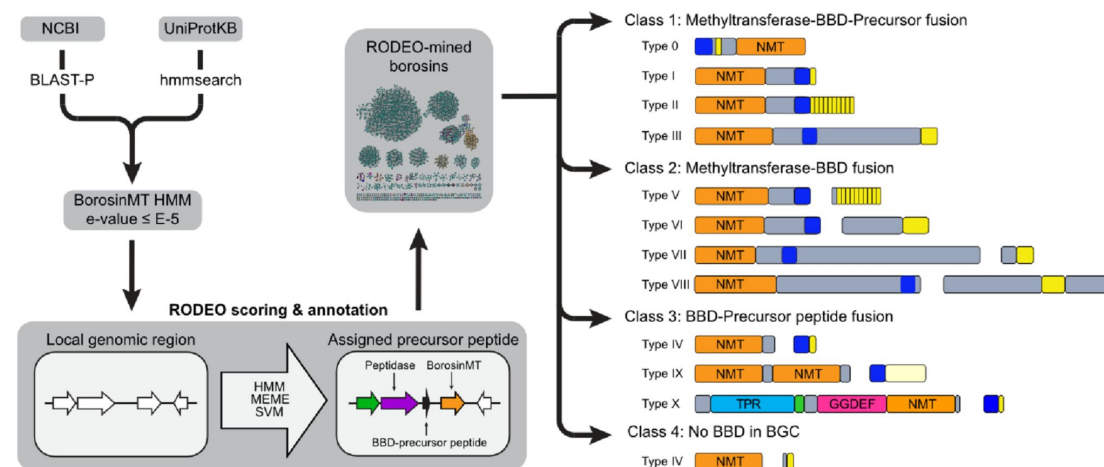 NCBI
UniProtKB
BLAST-P
hmmsearch
BorosinMT HMM
e-value ≤ E-5
RODEO scoring & annotation
Local genomic region
HMM
MEME
SVM
Assigned precursor peptide
Peptidase
BorosinMT
BBD-precursor peptide
RODEO-mined
borosins
Class 1: Methyltransferase-BBD-Precursor fusion
Type 0
NMT
Type I
NMT
Type II
NMT
Type III
NMT
Class 2: Methyltransferase-BBD fusion
Type V
NMT
Type VI
NMT
Type VII
NMT
Type VIII
NMT
Class 3: BBD-Precursor peptide fusion
Type IV
NMT
Type IX
NMT
NMT
Type X
TPR
GGDEF
NMT
Class 4: No BBD in BGC
Type IV
NMT